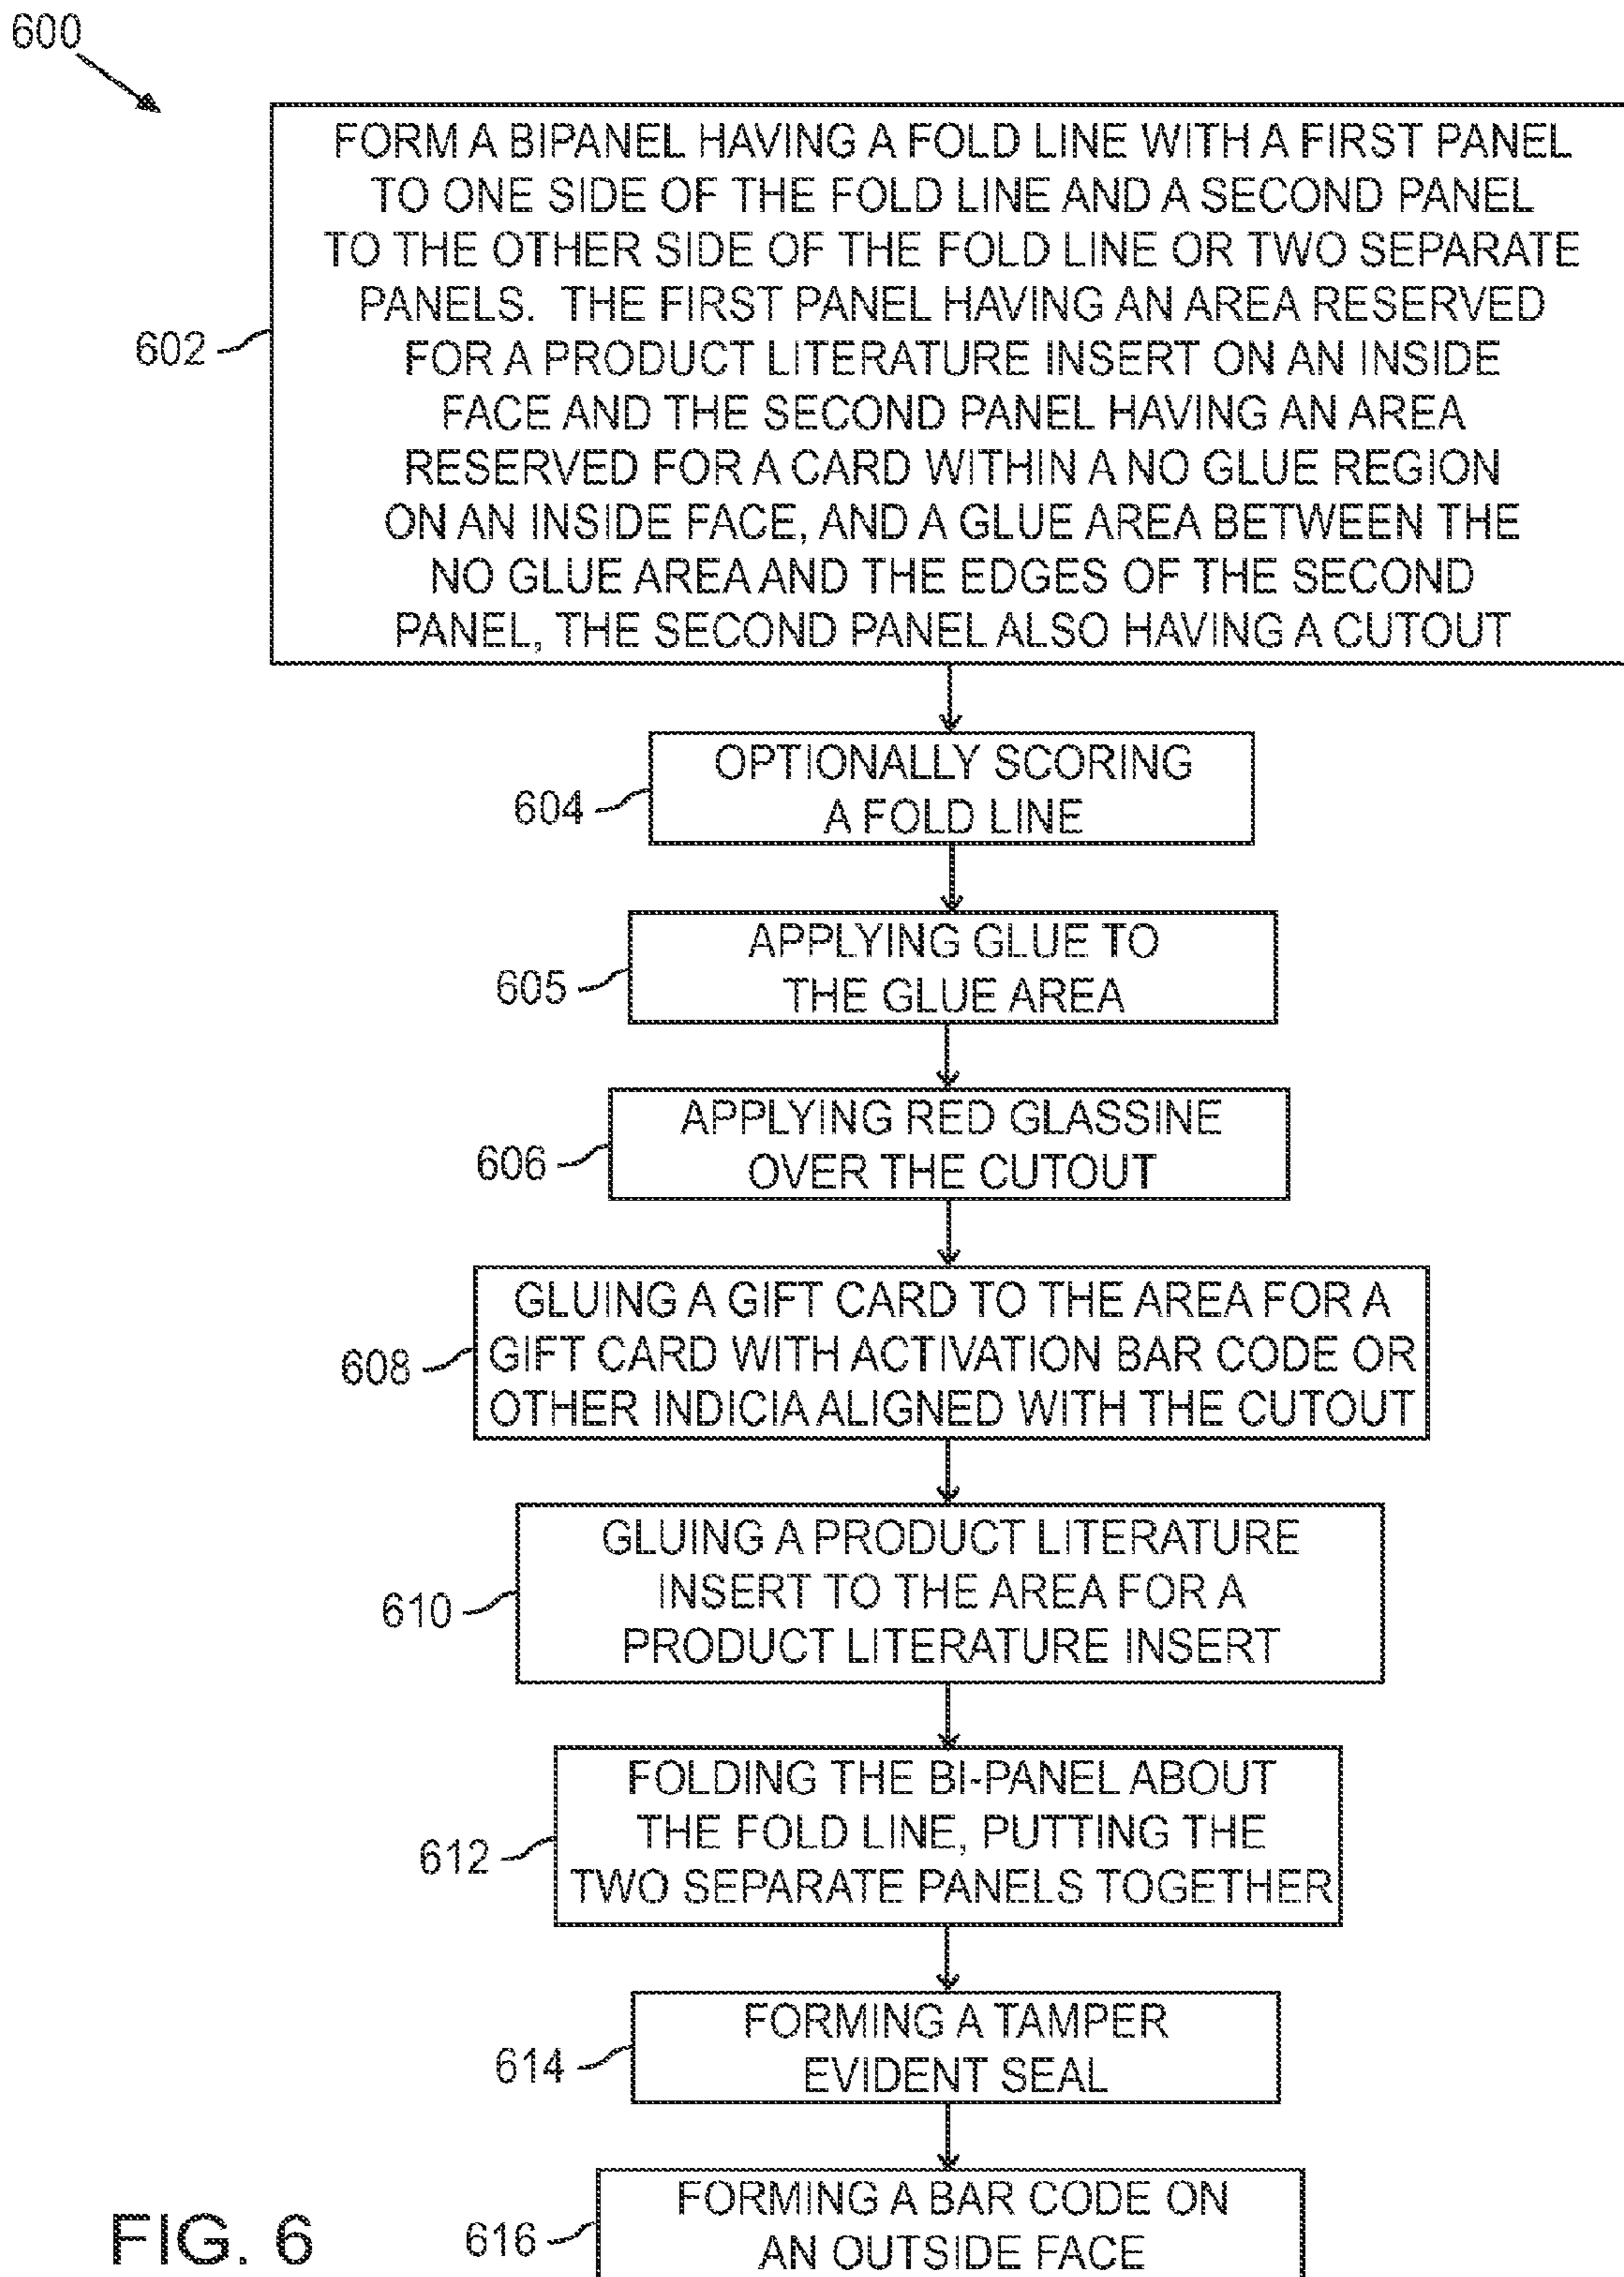 600
FORM A BIPANEL HAVING A FOLD LINE WITH A FIRST PANEL
TO ONE SIDE OF THE FOLD LINE AND A SECOND PANEL
TO THE OTHER SIDE OF THE FOLD LINE OR TWO SEPARATE
PANELS. THE FIRST PANEL HAVING AN AREA RESERVED
602
FOR A PRODUCT LITERATURE INSERT ON AN INSIDE
FACE AND THE SECOND PANEL HAVING AN AREA
RESERVED FOR A CARD WITHIN A NO GLUE REGION
ON AN INSIDE FACE, AND A GLUE AREA BETWEEN THE
NO GLUE AREA AND THE EDGES OF THE SECOND
PANEL, THE SECOND PANEL ALSO HAVING A CUTOUT
604
OPTIONALLY SCORING
A FOLD LINE
605
APPLYING GLUE TO
THE GLUE AREA
606
APPLYING RED GLASSINE
OVER THE CUTOUT
608
GLUING A GIFT CARD TO THE AREA FOR A
GIFT CARD WITH ACTIVATION BAR CODE OR
OTHER INDICIA ALIGNED WITH THE CUTOUT
610
GLUING A PRODUCT LITERATURE
INSERT TO THE AREA FOR A
PRODUCT LITERATURE INSERT
612
FOLDING THE BI-PANEL ABOUT
THE FOLD LINE, PUTTING THE
TWO SEPARATE PANELS TOGETHER
614
FORMING A TAMPER
EVIDENT SEAL
616
FORMING A BAR CODE ON
AN OUTSIDE FACE
FIG. 6